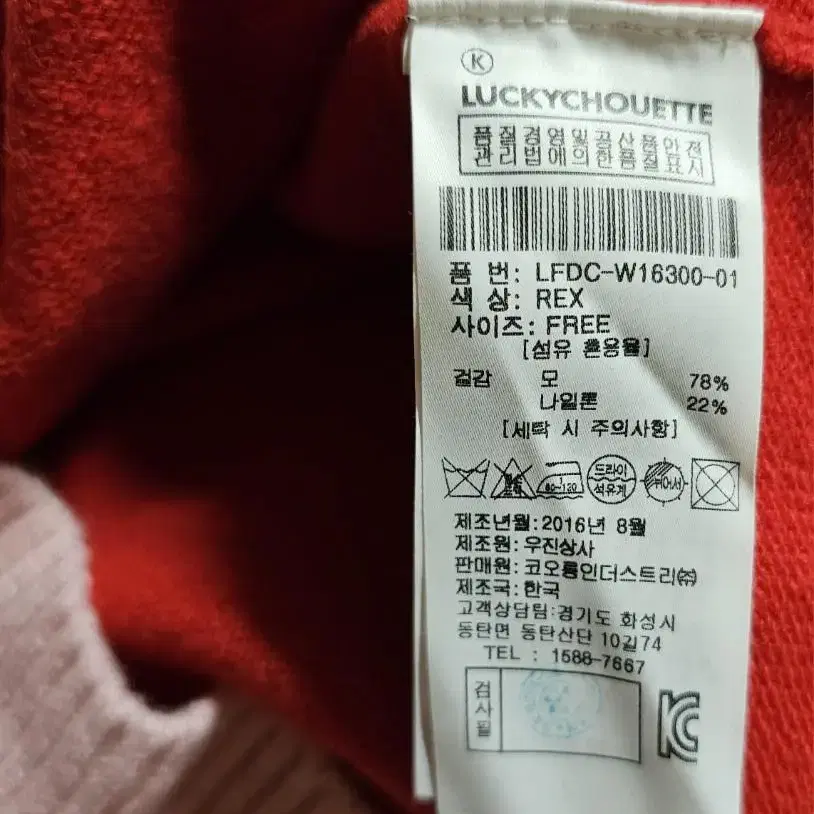 K
LUCKYCHOUETTE
품질경영및공산품안전
관리법에의한품질표시
품 번: LFDC-W16300-01
색 상: REX
사이즈: FREE
[섬유 혼용율]
겉감 모 78%
나일론 22%
[세탁 시 주의사항]
80-120 드라이 석유계 뉘어서
제조년월:2016년 8월
제조원:우진상사
판매원:코오롱인더스트리㈜
제조국:한국
고객상담팀:경기도 화성시
동탄면 동탄산단 10길74
TEL : 1588-7667
검사필
KC